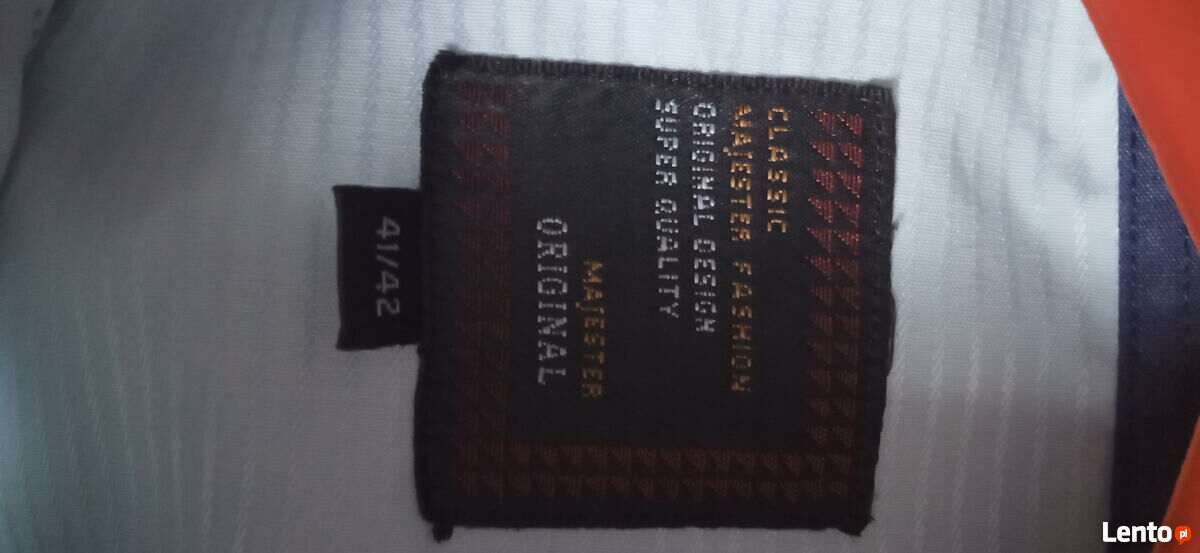 CLASSIC
MAJESTER FASHION
ORIGINAL DESIGN
SUPER QUALITY
MAJESTER
ORIGINAL
41/42
Lento.pl